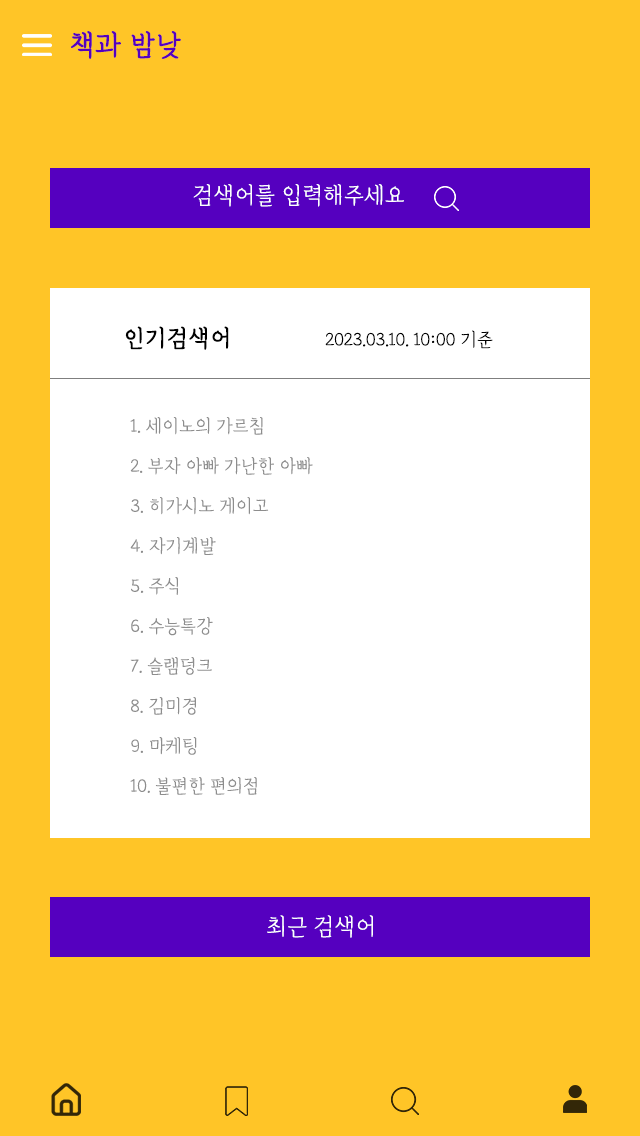 책과 밤낮
검색어를 입력해주세요
인기검색어 2023.03.10. 10:00 기준
1. 세이노의 가르침
2. 부자 아빠 가난한 아빠
3. 히가시노 게이고
4. 자기계발
5. 주식
6. 수능특강
7. 슬램덩크
8. 김미경
9. 마케팅
10. 불편한 편의점
최근 검색어